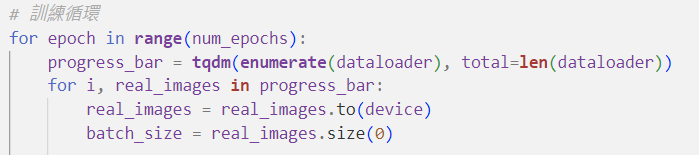 # 訓練循環
for epoch in range(num_epochs):
    progress_bar = tqdm(enumerate(dataloader), total=len(dataloader))
    for i, real_images in progress_bar:
        real_images = real_images.to(device)
        batch_size = real_images.size(0)